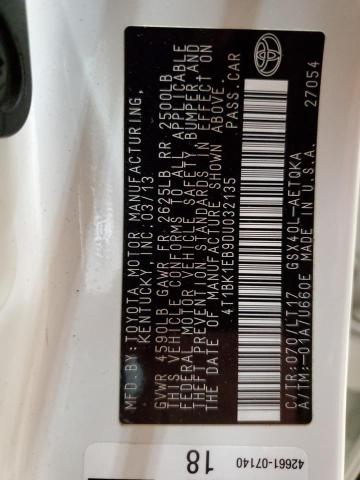 MFD. BY: TOYOTA MOTOR MANUFACTURING,
KENTUCKY, INC. 03/13
GVWR 4590LB GAWR FR 2625LB RR 2500LB
THIS VEHICLE CONFORMS TO ALL APPLICABLE
FEDERAL MOTOR VEHICLE SAFETY, BUMPER, AND
THEFT PREVENTION STANDARDS IN EFFECT ON
THE DATE OF MANUFACTURE SHOWN ABOVE.
4T1BK1EB9DU032135 PASS. CAR
C/TR: 070/LT17 GSX40L-AETQKA
A/TM: -01A/U660E MADE IN U.S.A. 27054
42661-07140
18